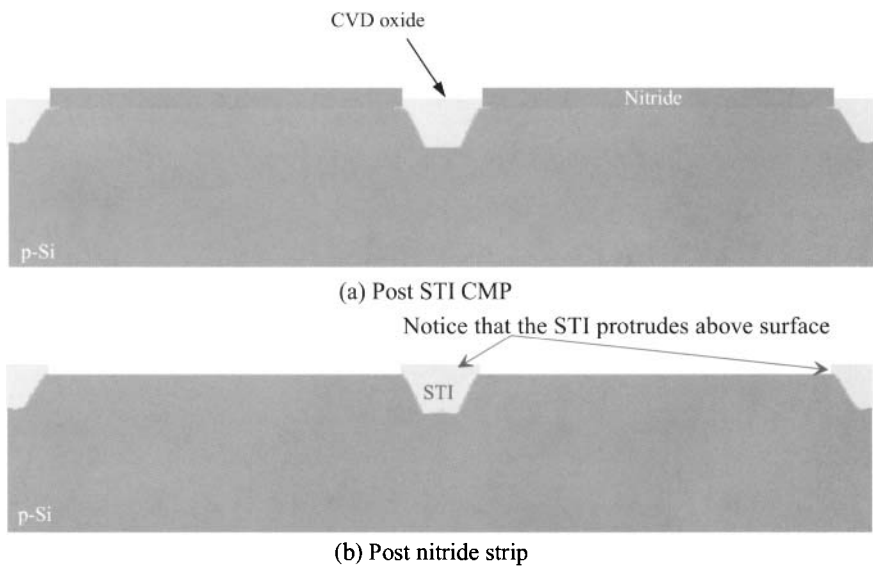 CVD oxide
Nitride
p-Si
(a) Post STI CMP
Notice that the STI protrudes above surface
STI
p-Si
(b) Post nitride strip